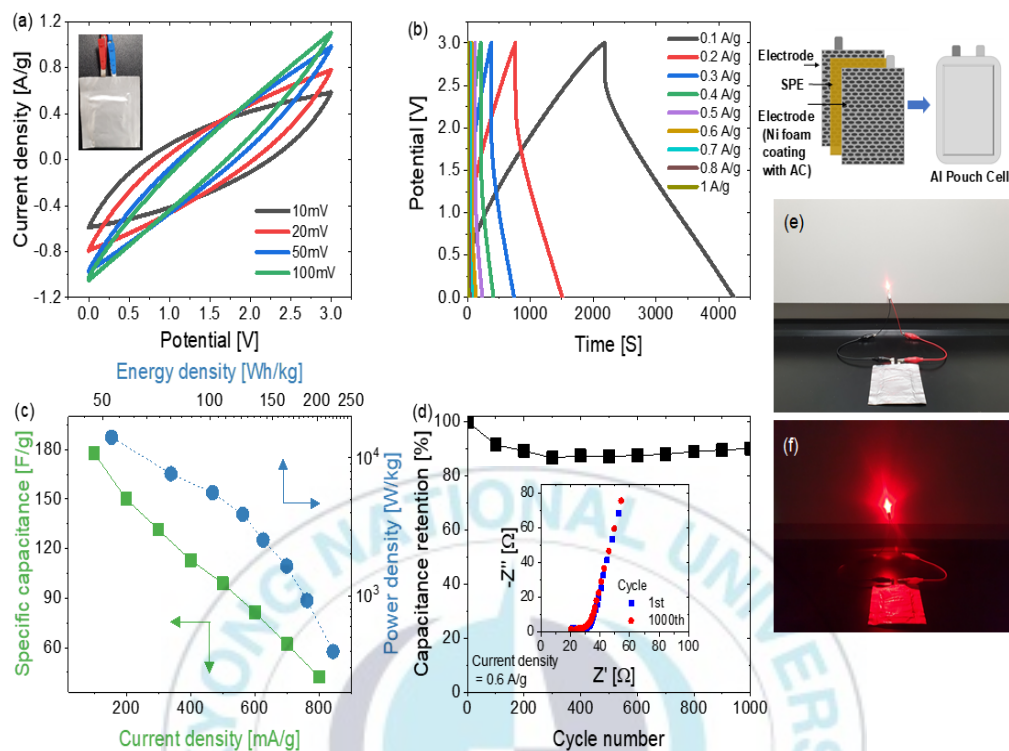 (a)
Current density [A/g]
1.2
0.8
0.4
0.0
-0.4
-0.8
-1.2
10mV
20mV
50mV
100mV
0.0 0.5 1.0 1.5 2.0 2.5 3.0
Potential [V]
(b)
Potential [V]
3.0
2.5
2.0
1.5
1.0
0.5
0.0
0.1 A/g
0.2 A/g
0.3 A/g
0.4 A/g
0.5 A/g
0.6 A/g
0.7 A/g
0.8 A/g
1 A/g
0 1000 2000 3000 4000
Time [S]
Electrode
SPE
Electrode
(Ni foam
coating
with AC)
Al Pouch Cell
(c)
Energy density [Wh/kg]
50 100 150 200 250
Specific capacitance [F/g]
180
150
120
90
60
10⁴
10³
Power density [W/kg]
200 400 600 800
Current density [mA/g]
(d)
Capacitance retention [%]
100
80
60
40
20
0
-Z'' [Ω]
80
60
40
20
0
Cycle
1st
1000th
0 20 40 60 80 100
Z' [Ω]
Current density
= 0.6 A/g
0 200 400 600 800 1000
Cycle number
(e)
(f)
YONG NATIONAL UNIVERS